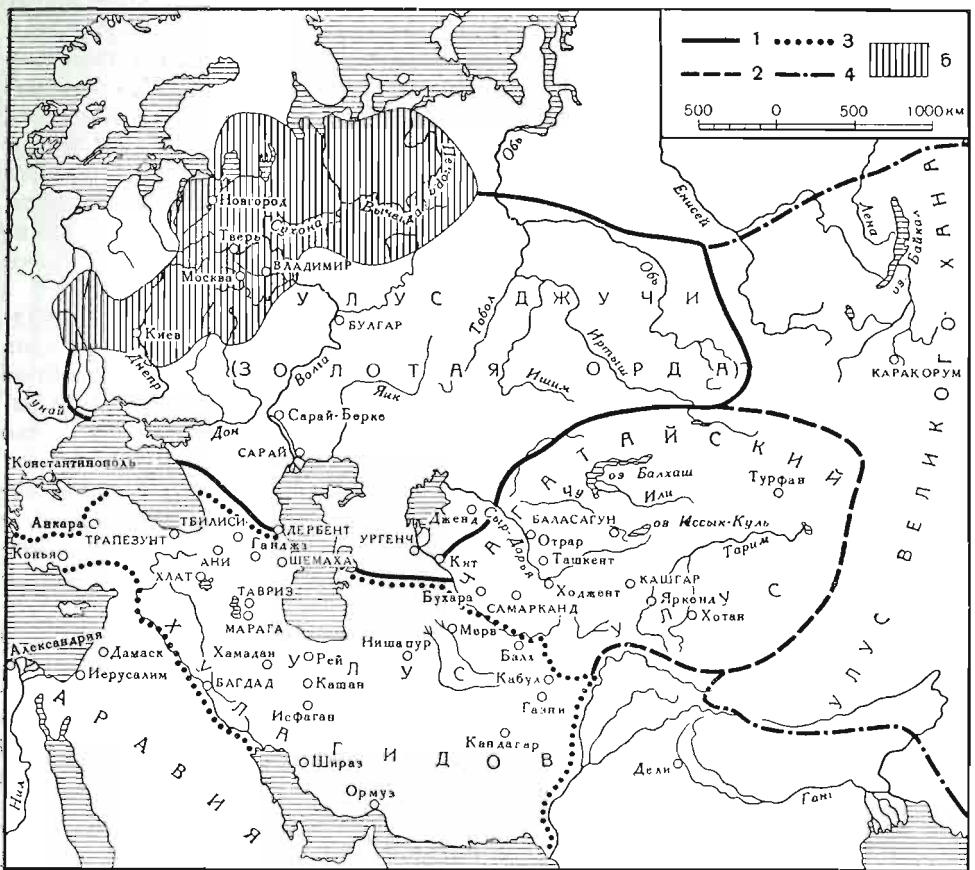 1
3
2
4
5
500 0 500 1000 км
Обь
Енисей
Лена
оз. Байкал
Печора
Вычегда
Новгород
Сухона
Тверь
ВЛАДИМИР
Москва
УЛУС ДЖУЧИ
Обь
БУЛГАР
Тобол
Киев
Днепр
(ЗОЛОТАЯ ОРДА)
Волга
Иртыш
Ишим
Яик
КАРАКОРУМ
Дунай
Дон
Сарай-Берке
САРАЙ
УЛУС ВЕЛИКОГО ХАНА
ЧАГАТАЙСКИЙ УЛУС
оз Балхаш
Турфан
Чу
Или
Константинополь
Анкара
ТРАПЕЗУНТ
ТБИЛИСИ
ДЕРБЕНТ
Дженд
Сыр-Дарья
БАЛАСАГУН
оз Иссык-Куль
Отрар
УРГЕНЧ
Ташкент
Тарим
Конья
АНИ
Ганджа
ШЕМАХА
Кят
ХЛАТ
Бухара
Ходжент
КАШГАР
ТАВРИЗ
САМАРКАНД
Яркенд
Хотан
МАРАГА
Александрия
Дамаск
Хамадан
Рей
Нишапур
Мерв
Балх
Иерусалим
БАГДАД
Кашан
Кабул
Газни
УЛУС ХУЛАГИДОВ
Исфаган
АРАВИЯ
Кандагар
Шираз
Дели
Ормуз
Ганг
Нил